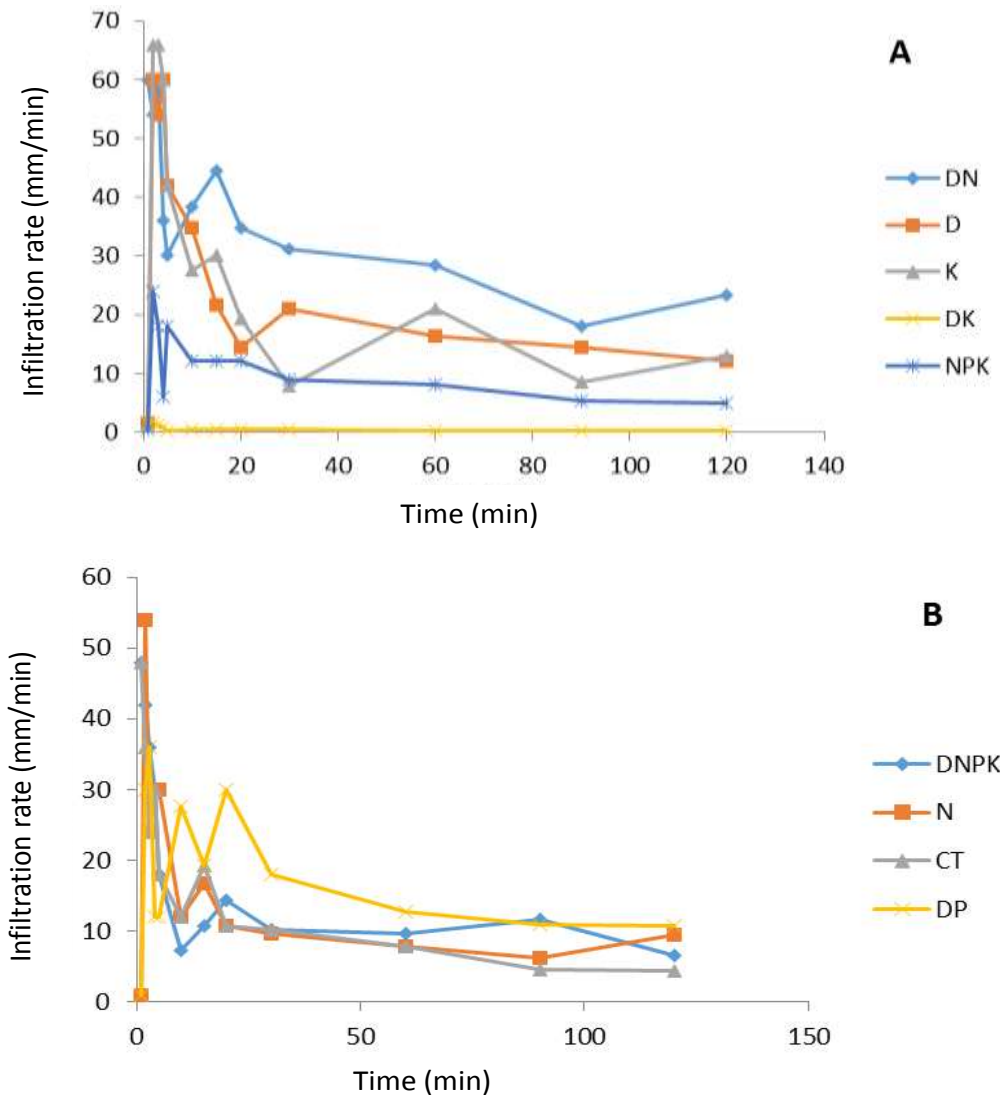 A
Infiltration rate (mm/min)
70
60
50
40
30
20
10
0
0 20 40 60 80 100 120 140
Time (min)
DN
D
K
DK
NPK
B
Infiltration rate (mm/min)
60
50
40
30
20
10
0
0 50 100 150
Time (min)
DNPK
N
CT
DP